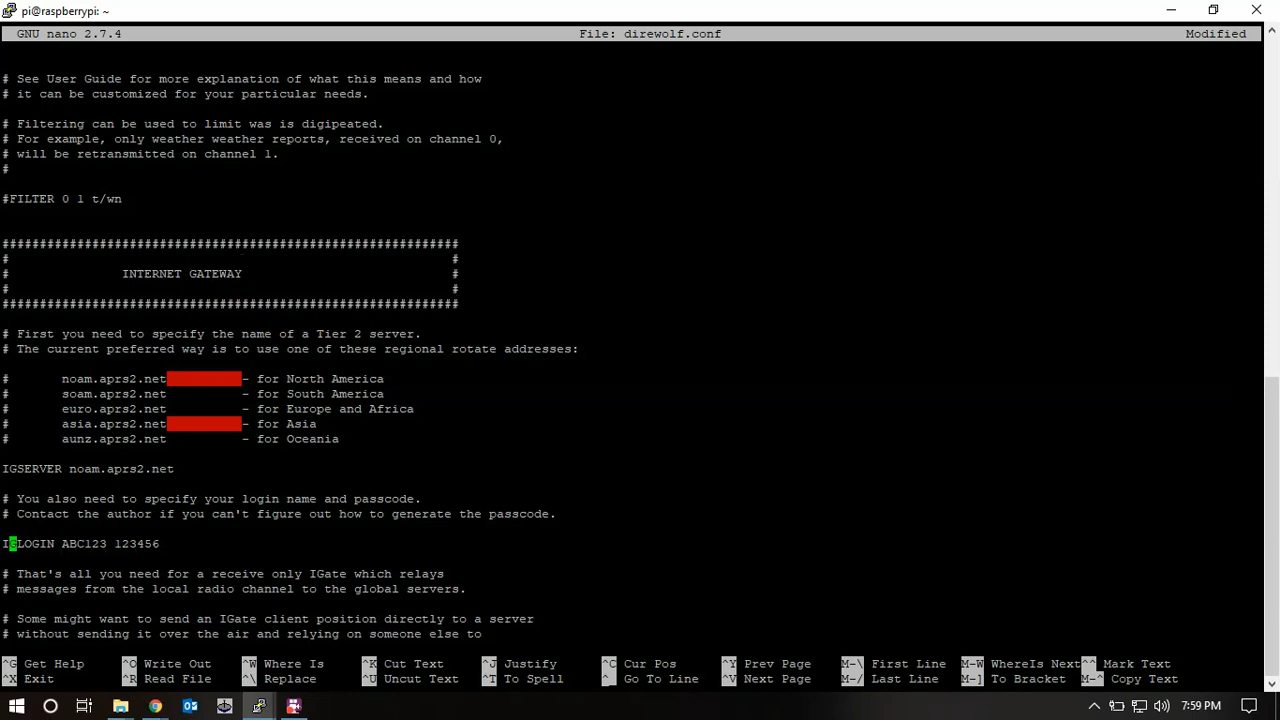 pi@raspberrypi: ~
GNU nano 2.7.4 File: direwolf.conf Modified
# See User Guide for more explanation of what this means and how
# it can be customized for your particular needs.
# Filtering can be used to limit was is digipeated.
# For example, only weather weather reports, received on channel 0,
# will be retransmitted on channel 1.
#
#FILTER 0 1 t/wn
#############################################################
# #
# INTERNET GATEWAY #
# #
#############################################################
# First you need to specify the name of a Tier 2 server.
# The current preferred way is to use one of these regional rotate addresses:
# noam.aprs2.net - for North America
# soam.aprs2.net - for South America
# euro.aprs2.net - for Europe and Africa
# asia.aprs2.net - for Asia
# aunz.aprs2.net - for Oceania
IGSERVER noam.aprs2.net
# You also need to specify your login name and passcode.
# Contact the author if you can't figure out how to generate the passcode.
IGLOGIN ABC123 123456
# That's all you need for a receive only IGate which relays
# messages from the local radio channel to the global servers.
# Some might want to send an IGate client position directly to a server
# without sending it over the air and relying on someone else to
^G Get Help ^O Write Out ^W Where Is ^K Cut Text ^J Justify ^C Cur Pos ^Y Prev Page M-\ First Line M-W WhereIs Next ^^ Mark Text
^X Exit ^R Read File ^\ Replace ^U Uncut Text ^T To Spell ^_ Go To Line ^V Next Page M-/ Last Line M-] To Bracket M-^ Copy Text
7:59 PM